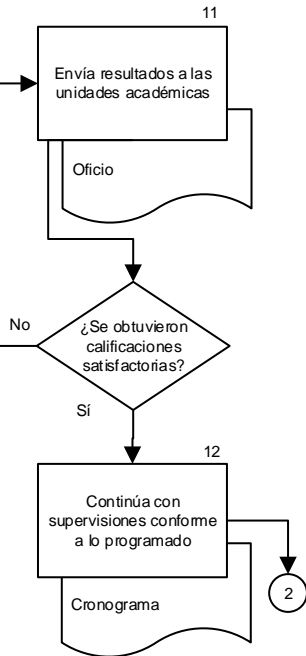 11
Envía resultados a las
unidades académicas
Oficio
¿Se obtuvieron
calificaciones
satisfactorias?
No
Sí
12
Continúa con
supervisiones conforme
a lo programado
Cronograma
2